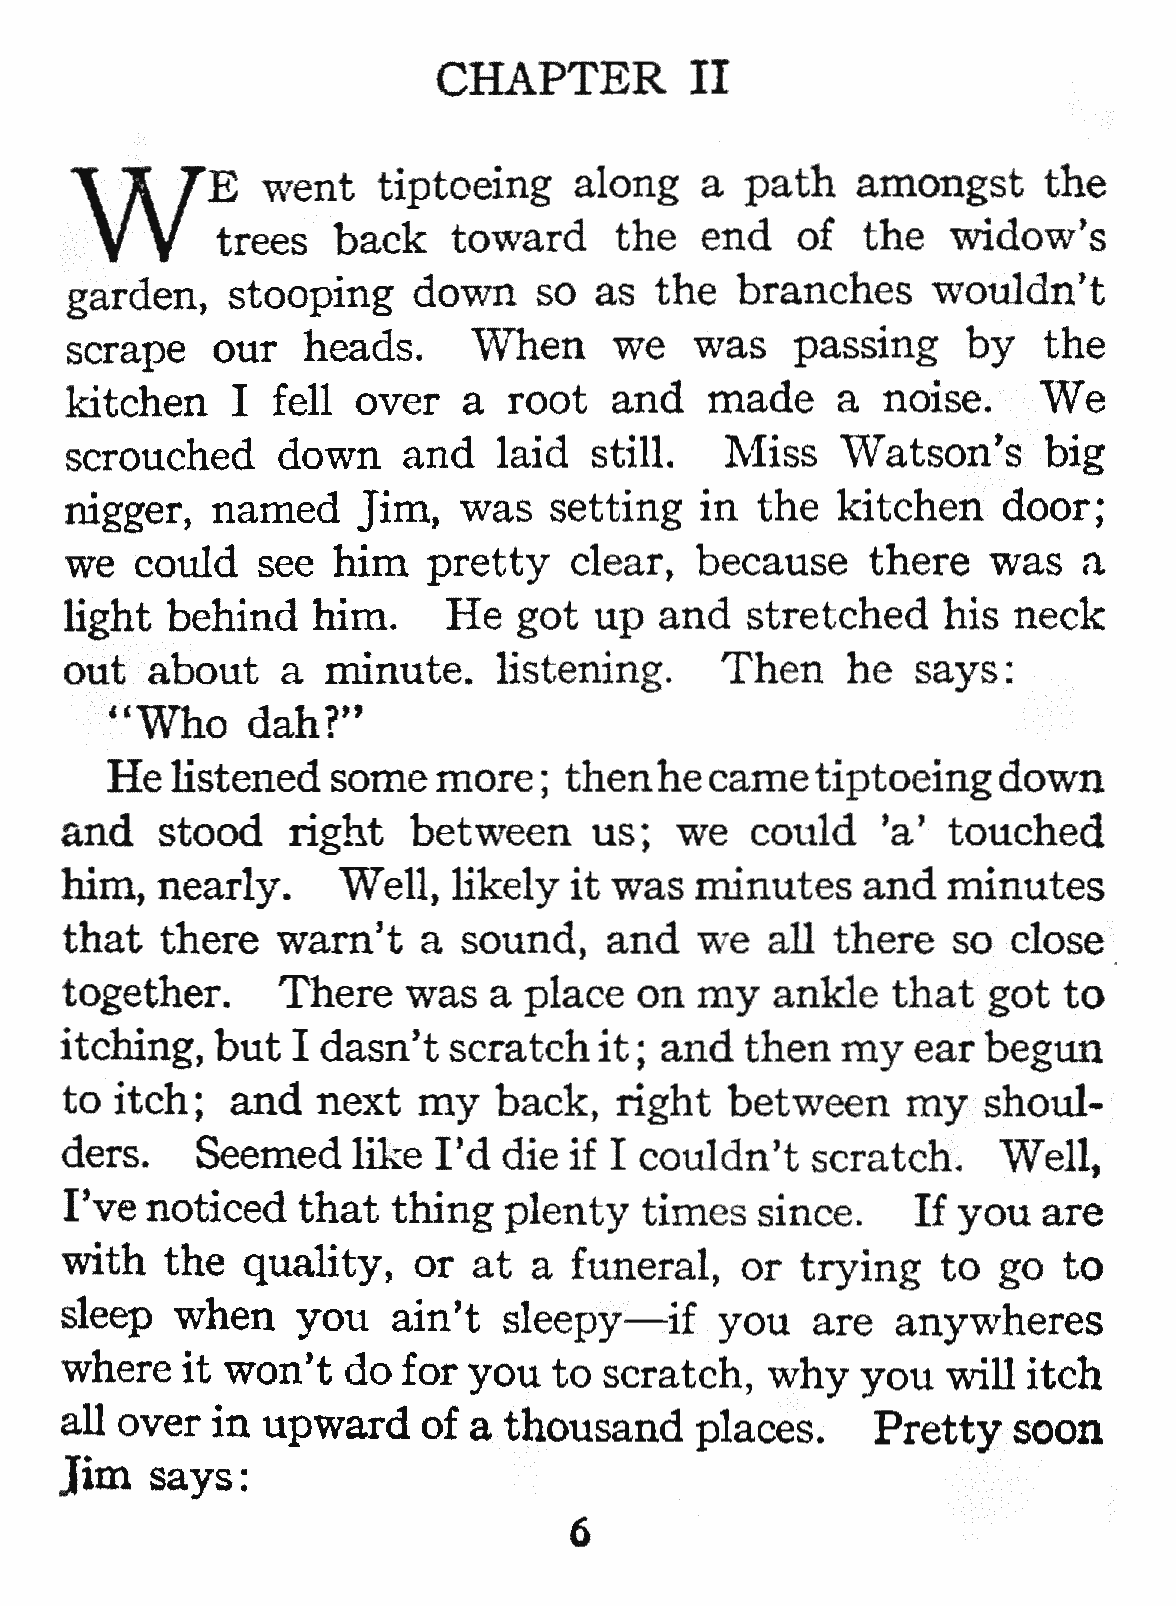 CHAPTER II
WE went tiptoeing along a path amongst the
trees back toward the end of the widow's
garden, stooping down so as the branches wouldn't
scrape our heads. When we was passing by the
kitchen I fell over a root and made a noise. We
scrouched down and laid still. Miss Watson's big
nigger, named Jim, was setting in the kitchen door;
we could see him pretty clear, because there was a
light behind him. He got up and stretched his neck
out about a minute. listening. Then he says:
"Who dah?"
He listened some more; then he came tiptoeing down
and stood right between us; we could 'a' touched
him, nearly. Well, likely it was minutes and minutes
that there warn't a sound, and we all there so close
together. There was a place on my ankle that got to
itching, but I dasn't scratch it; and then my ear begun
to itch; and next my back, right between my shoul-
ders. Seemed like I'd die if I couldn't scratch. Well,
I've noticed that thing plenty times since. If you are
with the quality, or at a funeral, or trying to go to
sleep when you ain't sleepy—if you are anywheres
where it won't do for you to scratch, why you will itch
all over in upward of a thousand places. Pretty soon
Jim says:
6